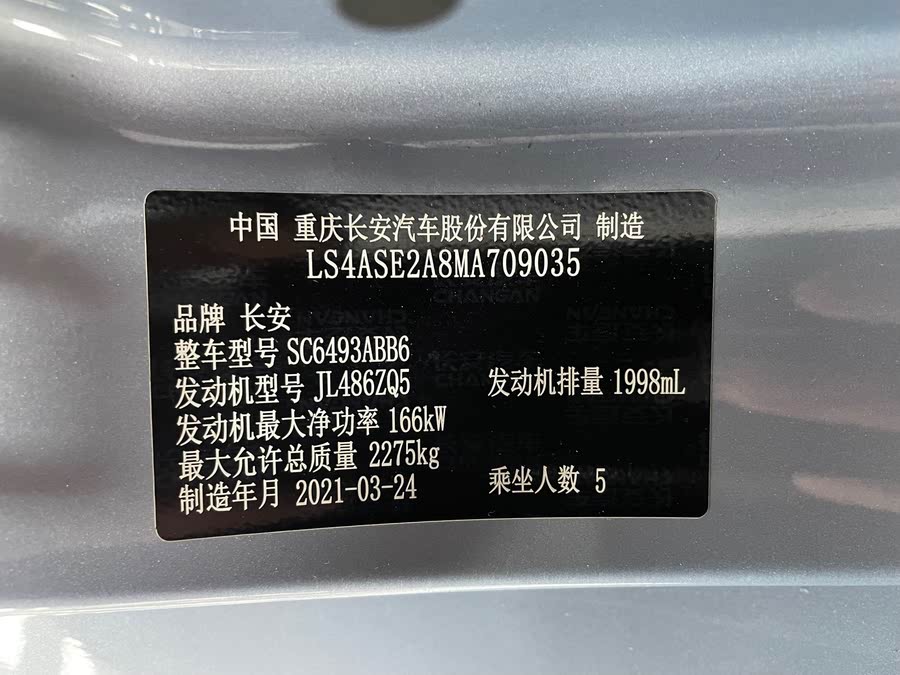 中国 重庆长安汽车股份有限公司 制造
LS4ASE2A8MA709035
品牌 长安
整车型号 SC6493ABB6
发动机型号 JL486ZQ5 发动机排量 1998mL
发动机最大净功率 166kW
最大允许总质量 2275kg
制造年月 2021-03-24 乘坐人数 5